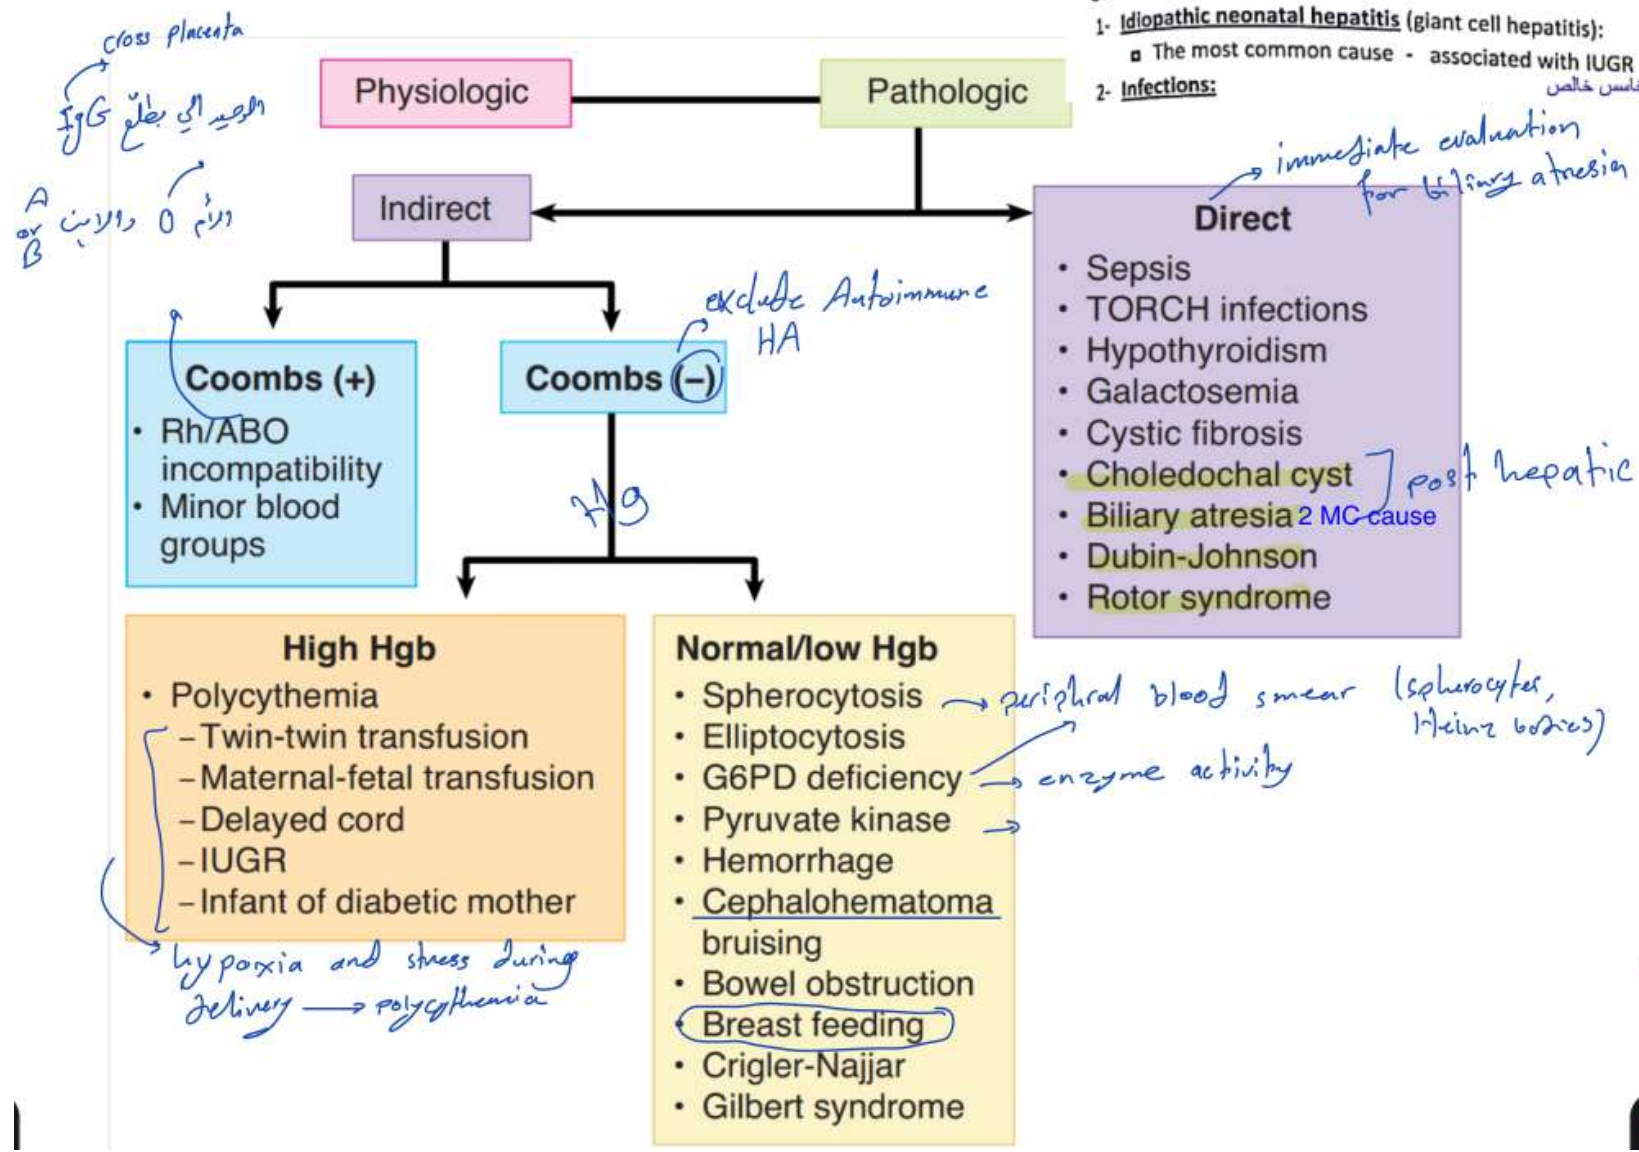 1- Idiopathic neonatal hepatitis (giant cell hepatitis):
The most common cause - associated with IUGR
2- Infections:
خالص
cross placenta
IgG الوحيد الي بطلّع
الأم O والابن A or B
Physiologic
Pathologic
immediate evaluation
for biliary atresia
Indirect
Direct
• Sepsis
• TORCH infections
• Hypothyroidism
• Galactosemia
• Cystic fibrosis
• Choledochal cyst
• Biliary atresia 2 MC cause
• Dubin-Johnson
• Rotor syndrome
post hepatic
exclude Autoimmune
HA
Coombs (+)
• Rh/ABO
incompatibility
• Minor blood
groups
Coombs (–)
Hg
High Hgb
• Polycythemia
– Twin-twin transfusion
– Maternal-fetal transfusion
– Delayed cord
– IUGR
– Infant of diabetic mother
hypoxia and stress during
delivery → polycythemia
Normal/low Hgb
• Spherocytosis
• Elliptocytosis
• G6PD deficiency
• Pyruvate kinase
• Hemorrhage
• Cephalohematoma
bruising
• Bowel obstruction
• Breast feeding
• Crigler-Najjar
• Gilbert syndrome
→ periphral blood smear (spherocytes,
Heinz bodies)
→ enzyme activity